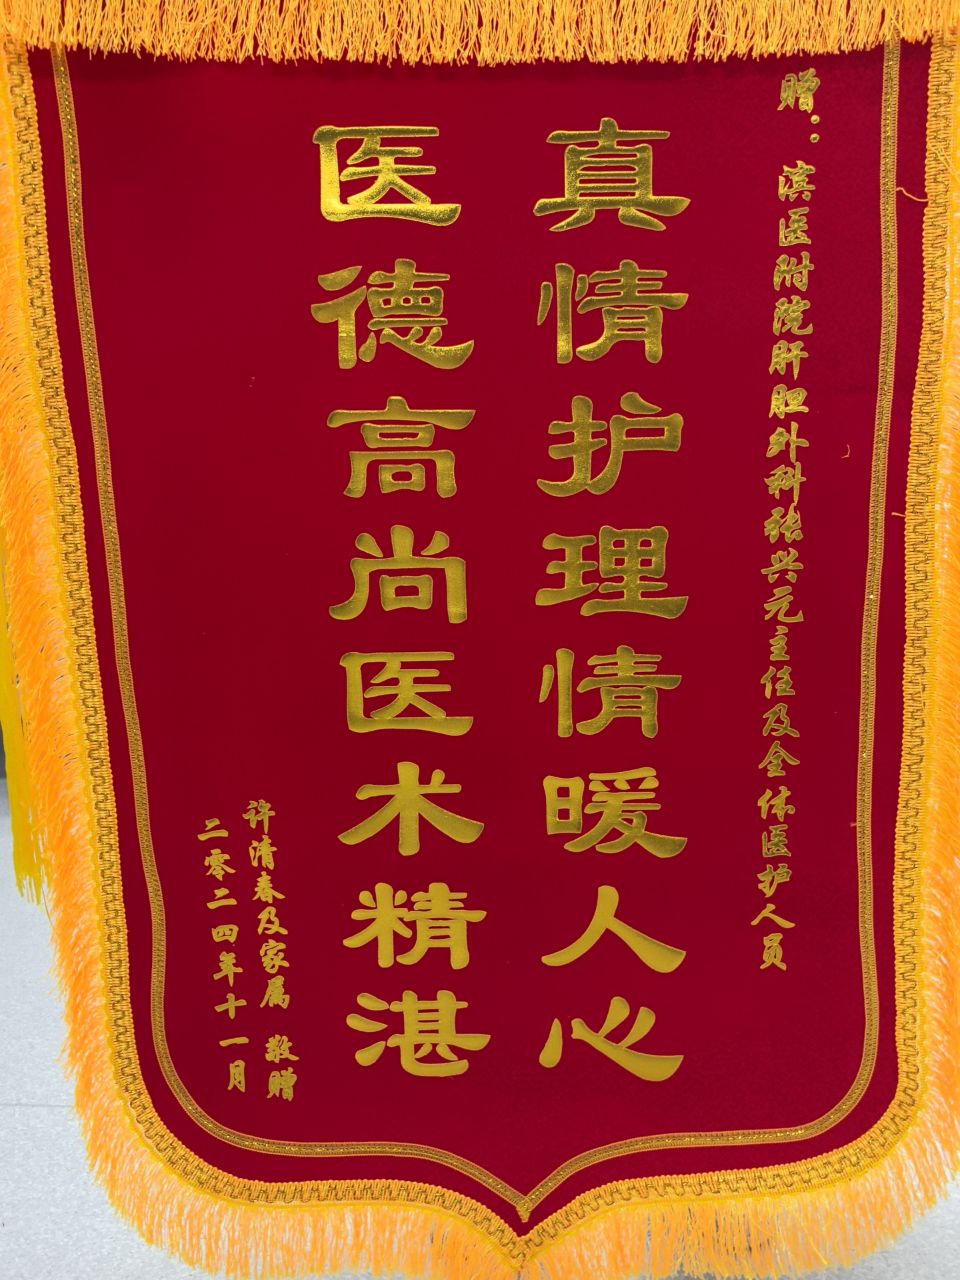 赠：滨医附院肝胆外科张兴元主任及全体医护人员
真情护理情暖人心
医德高尚医术精湛
许清春及家属 敬赠
二零二四年十一月